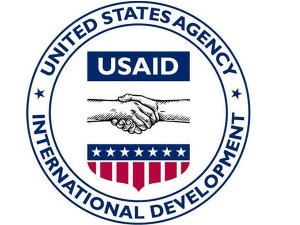 UNITED STATES AGENCY
USAID
INTERNATIONAL DEVELOPMENT